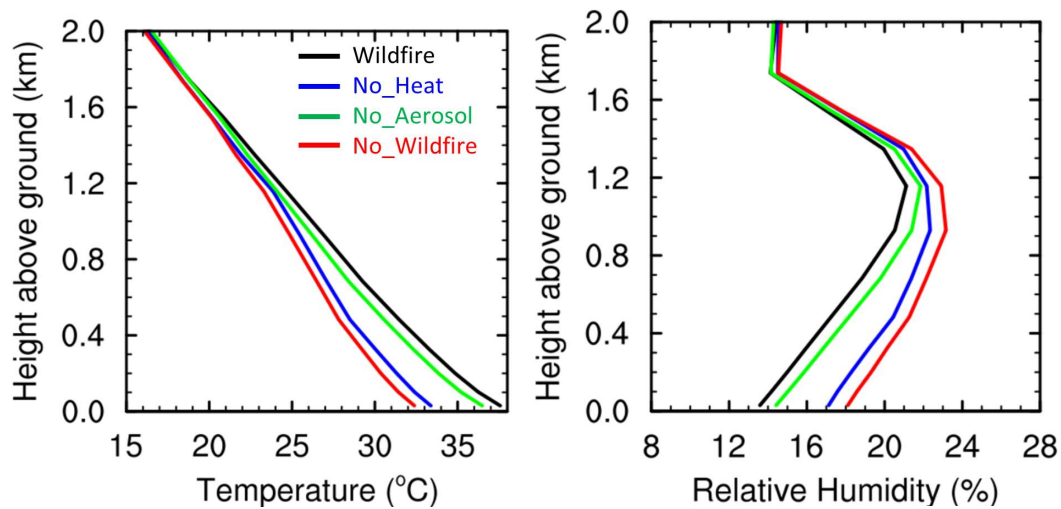 Height above ground (km)
2.0
1.6
1.2
0.8
0.4
0.0
Wildfire
No_Heat
No_Aerosol
No_Wildfire
15 20 25 30 35
Temperature (°C)
Height above ground (km)
2.0
1.6
1.2
0.8
0.4
0.0
8 12 16 20 24 28
Relative Humidity (%)